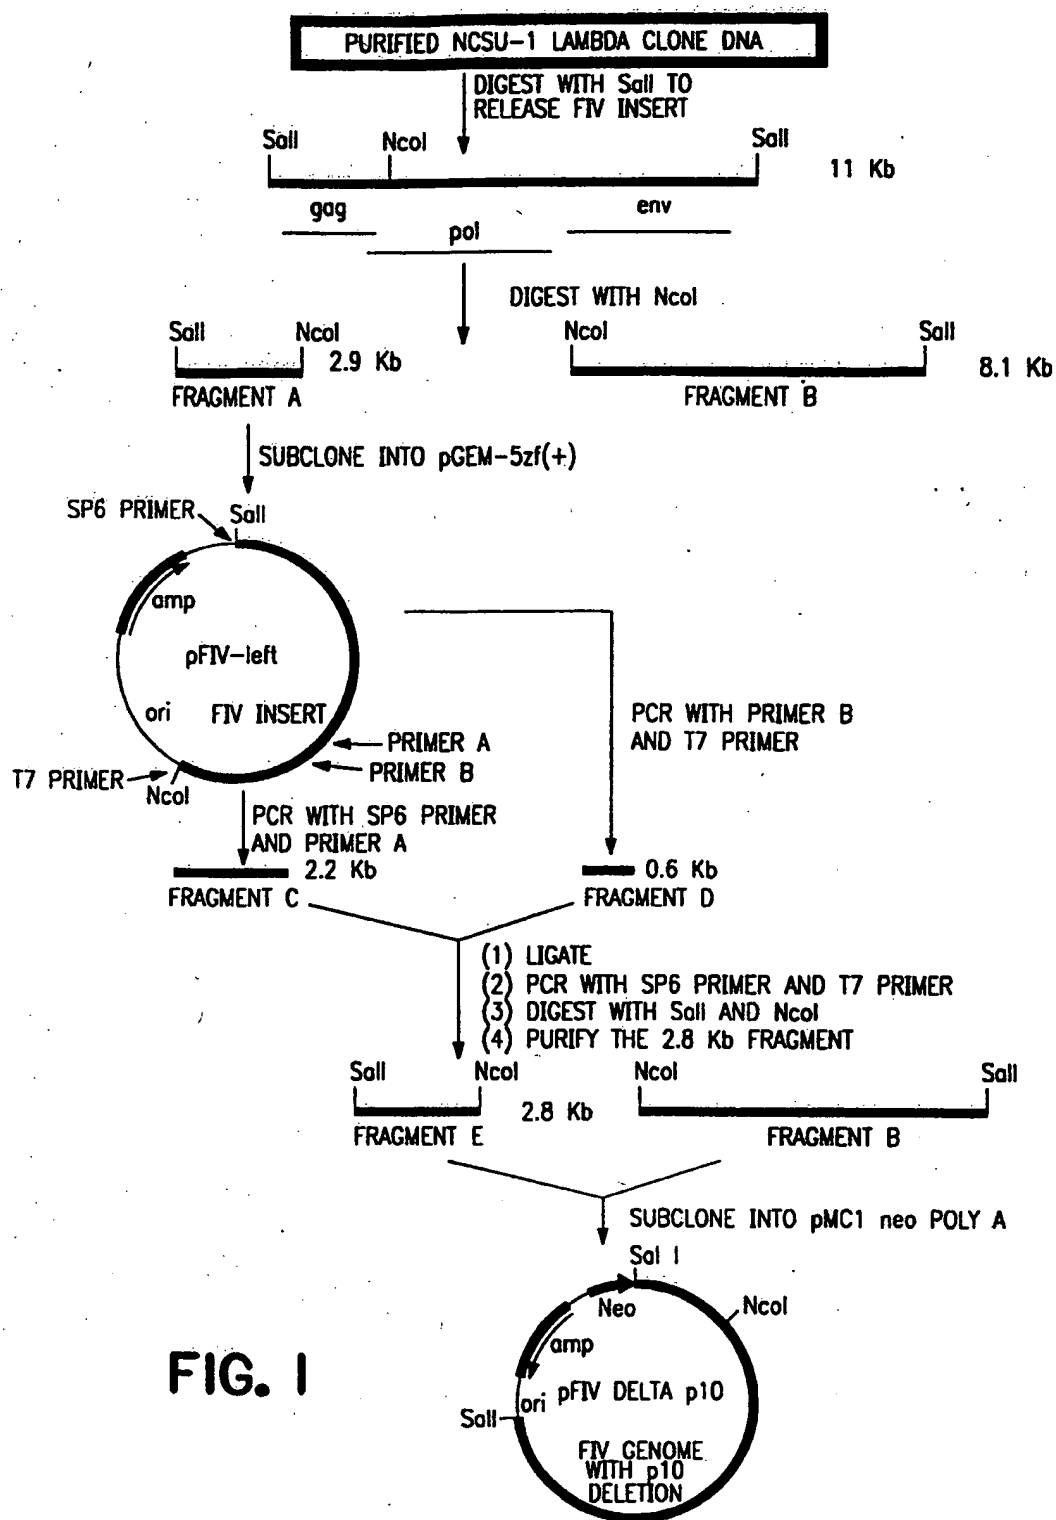 PURIFIED NCSU-1 LAMBDA CLONE DNA
DIGEST WITH SalI TO
RELEASE FIV INSERT
SalI NcoI SalI
11 Kb
gag env
pol
DIGEST WITH NcoI
SalI NcoI NcoI SalI
2.9 Kb 8.1 Kb
FRAGMENT A FRAGMENT B
SUBCLONE INTO pGEM-5zf(+)
SP6 PRIMER SalI
amp
pFIV-left
ori FIV INSERT
PCR WITH PRIMER B
AND T7 PRIMER
PRIMER A
PRIMER B
T7 PRIMER
NcoI
PCR WITH SP6 PRIMER
AND PRIMER A
2.2 Kb 0.6 Kb
FRAGMENT C FRAGMENT D
(1) LIGATE
(2) PCR WITH SP6 PRIMER AND T7 PRIMER
(3) DIGEST WITH SalI AND NcoI
(4) PURIFY THE 2.8 Kb FRAGMENT
SalI NcoI NcoI SalI
2.8 Kb
FRAGMENT E FRAGMENT B
SUBCLONE INTO pMC1 neo POLY A
Sal I
Neo NcoI
amp
ori pFIV DELTA p10
SalI
FIV GENOME
WITH p10
DELETION
FIG. I